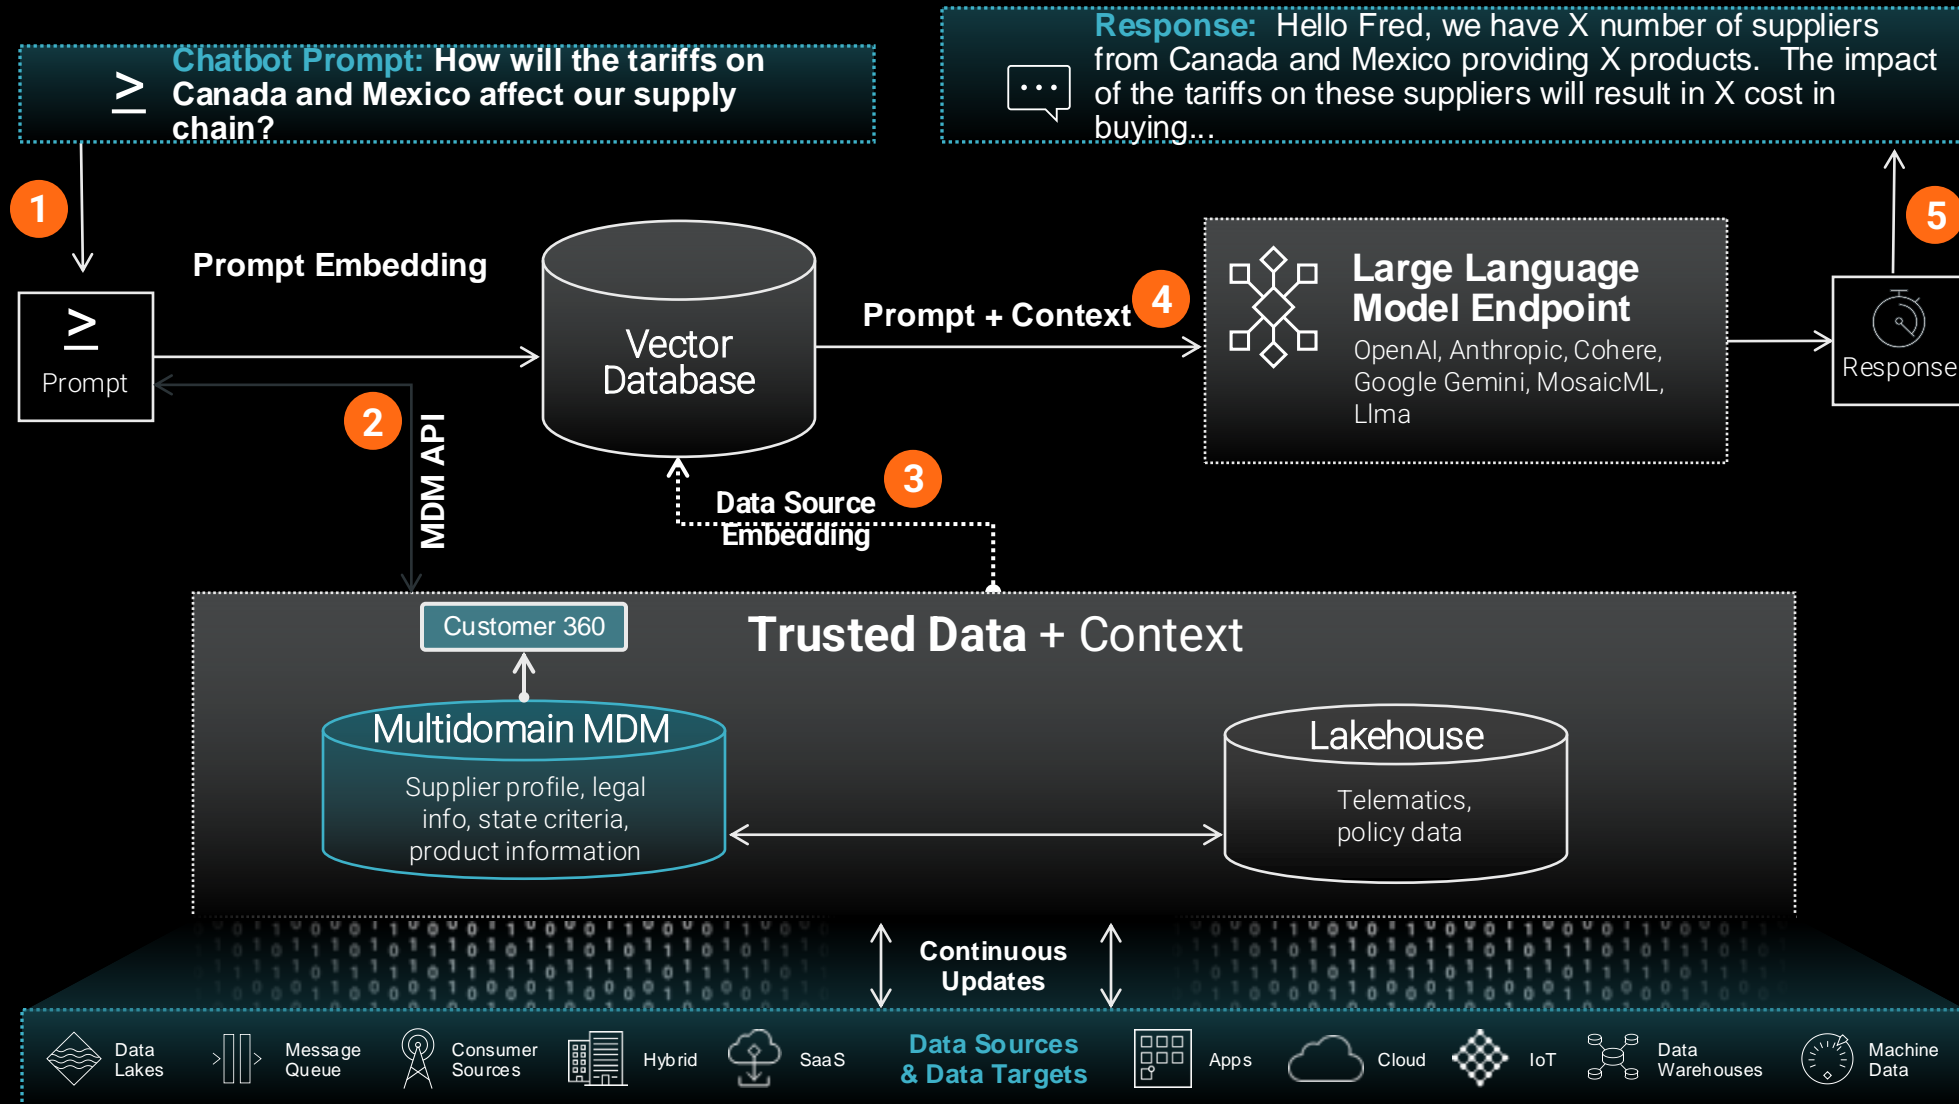 Chatbot Prompt: How will the tariffs on
Canada and Mexico affect our supply
chain?
Response: Hello Fred, we have X number of suppliers
from Canada and Mexico providing X products. The impact
of the tariffs on these suppliers will result in X cost in
buying...
1
5
Prompt Embedding
Prompt
Vector
Database
Prompt + Context
4
Large Language
Model Endpoint
OpenAI, Anthropic, Cohere,
Google Gemini, MosaicML,
Llma
Response
2
MDM API
3
Data Source
Embedding
Customer 360
Trusted Data + Context
Multidomain MDM
Supplier profile, legal
info, state criteria,
product information
Lakehouse
Telematics,
policy data
Continuous
Updates
Data
Lakes
Message
Queue
Consumer
Sources
Hybrid
SaaS
Data Sources
& Data Targets
Apps
Cloud
IoT
Data
Warehouses
Machine
Data